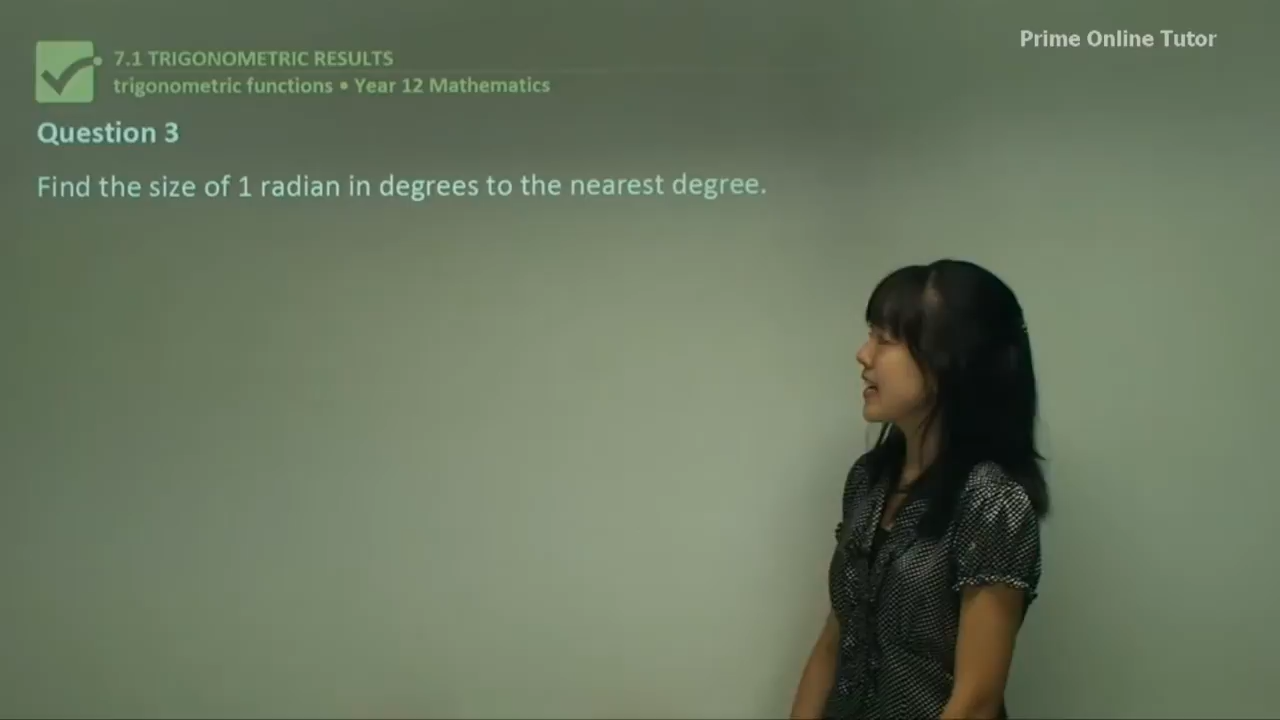 Prime Online Tutor
7.1 TRIGONOMETRIC RESULTS
trigonometric functions • Year 12 Mathematics
Question 3
Find the size of 1 radian in degrees to the nearest degree.